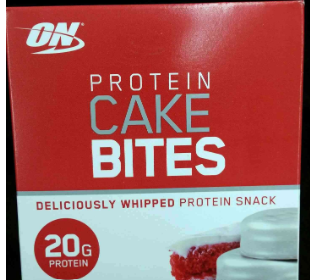 ON
PROTEIN
CAKE
BITES
DELICIOUSLY WHIPPED PROTEIN SNACK
20G
PROTEIN